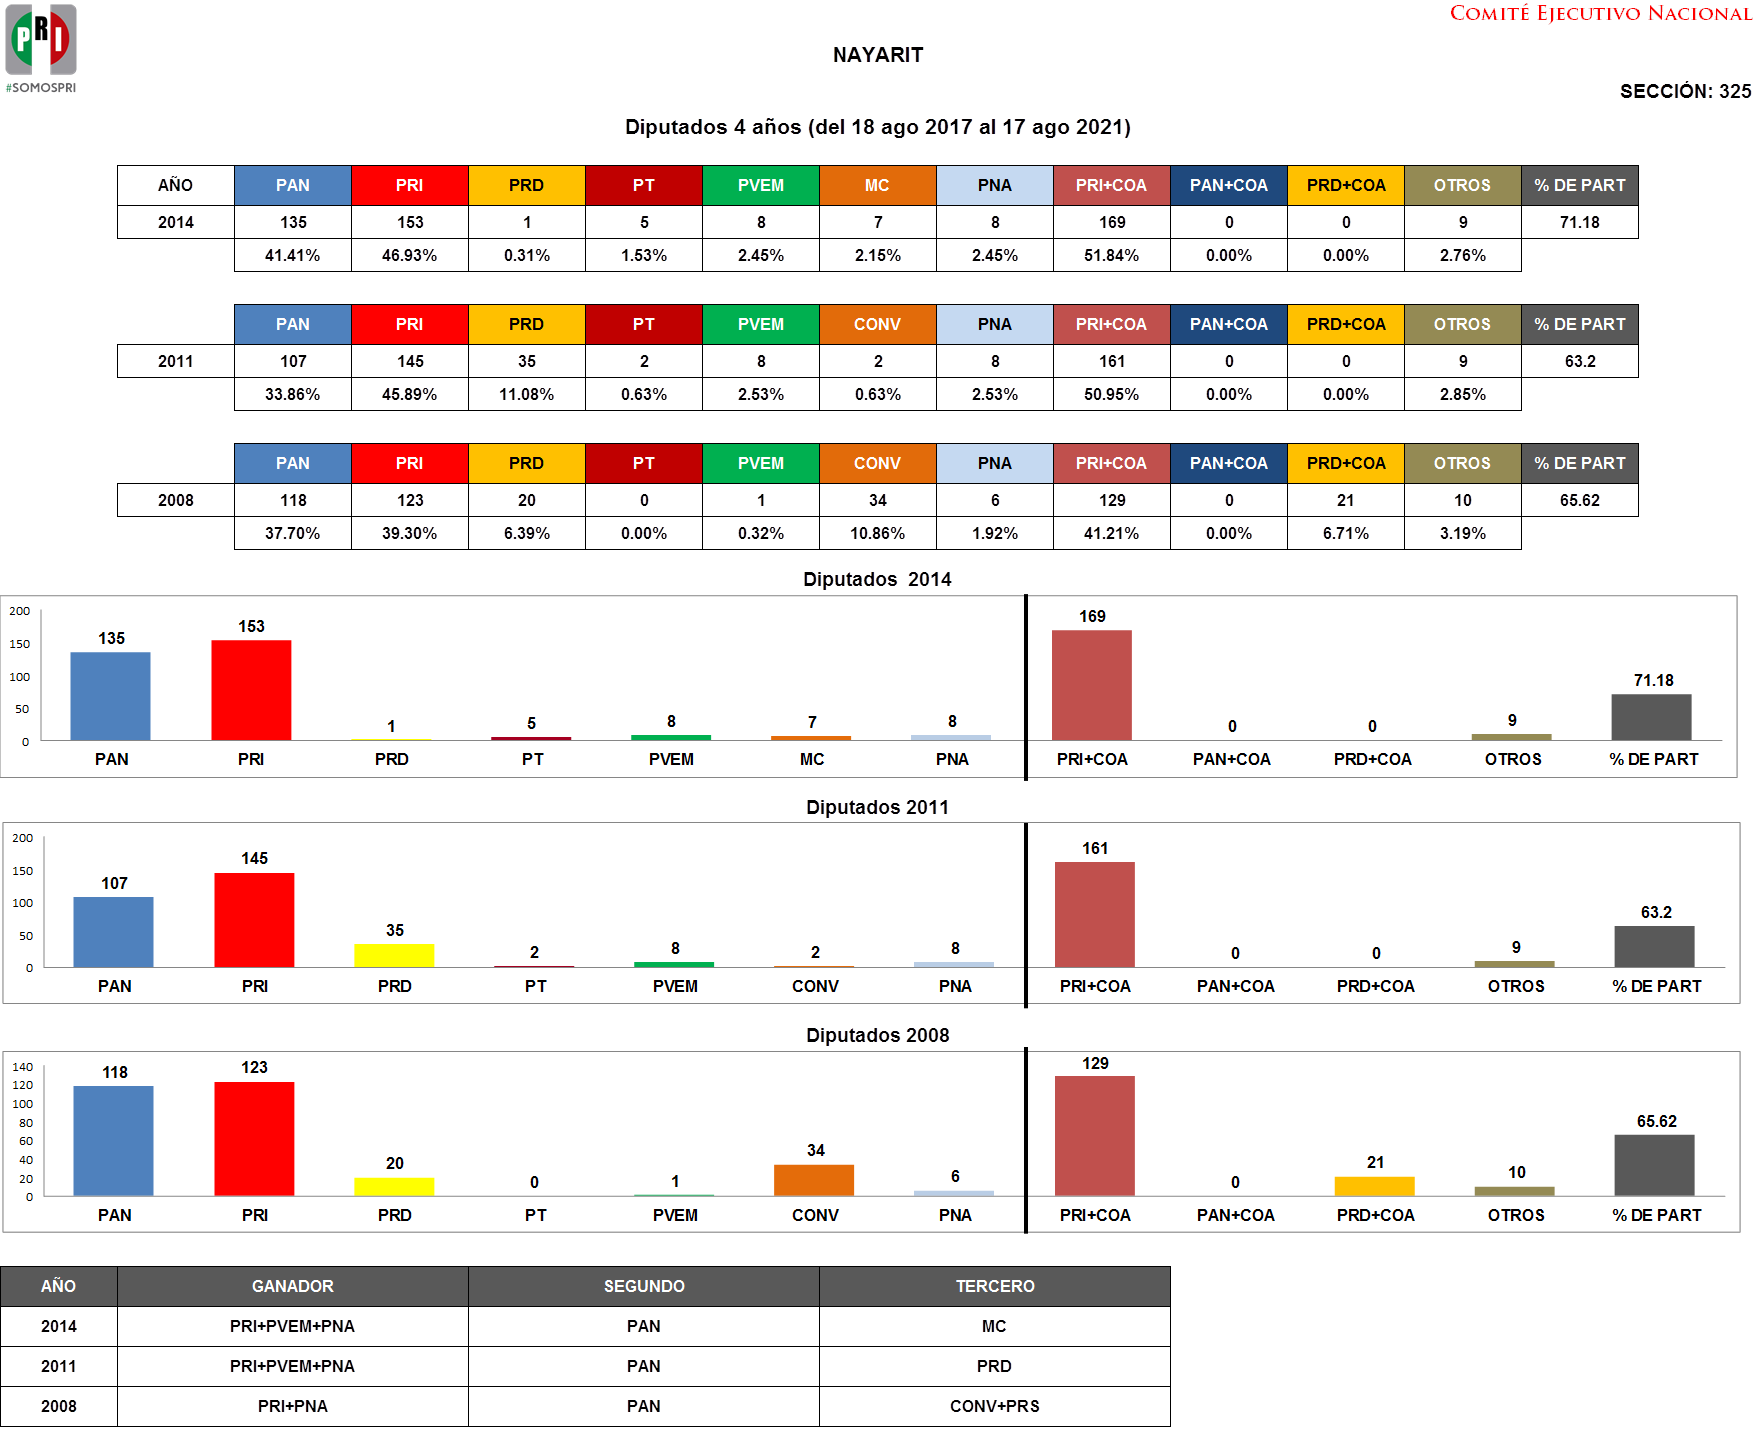 PRI
#SOMOSPRI
COMITÉ EJECUTIVO NACIONAL
NAYARIT
SECCIÓN: 325
Diputados 4 años (del 18 ago 2017 al 17 ago 2021)
AÑO PAN PRI PRD PT PVEM MC PNA PRI+COA PAN+COA PRD+COA OTROS % DE PART
2014 135 153 1 5 8 7 8 169 0 0 9 71.18
41.41% 46.93% 0.31% 1.53% 2.45% 2.15% 2.45% 51.84% 0.00% 0.00% 2.76%
PAN PRI PRD PT PVEM CONV PNA PRI+COA PAN+COA PRD+COA OTROS % DE PART
2011 107 145 35 2 8 2 8 161 0 0 9 63.2
33.86% 45.89% 11.08% 0.63% 2.53% 0.63% 2.53% 50.95% 0.00% 0.00% 2.85%
PAN PRI PRD PT PVEM CONV PNA PRI+COA PAN+COA PRD+COA OTROS % DE PART
2008 118 123 20 0 1 34 6 129 0 21 10 65.62
37.70% 39.30% 6.39% 0.00% 0.32% 10.86% 1.92% 41.21% 0.00% 6.71% 3.19%
Diputados 2014
200
150
100
50
0
135 153 1 5 8 7 8 169 0 0 9 71.18
PAN PRI PRD PT PVEM MC PNA PRI+COA PAN+COA PRD+COA OTROS % DE PART
Diputados 2011
200
150
100
50
0
107 145 35 2 8 2 8 161 0 0 9 63.2
PAN PRI PRD PT PVEM CONV PNA PRI+COA PAN+COA PRD+COA OTROS % DE PART
Diputados 2008
140
120
100
80
60
40
20
0
118 123 20 0 1 34 6 129 0 21 10 65.62
PAN PRI PRD PT PVEM CONV PNA PRI+COA PAN+COA PRD+COA OTROS % DE PART
AÑO GANADOR SEGUNDO TERCERO
2014 PRI+PVEM+PNA PAN MC
2011 PRI+PVEM+PNA PAN PRD
2008 PRI+PNA PAN CONV+PRS